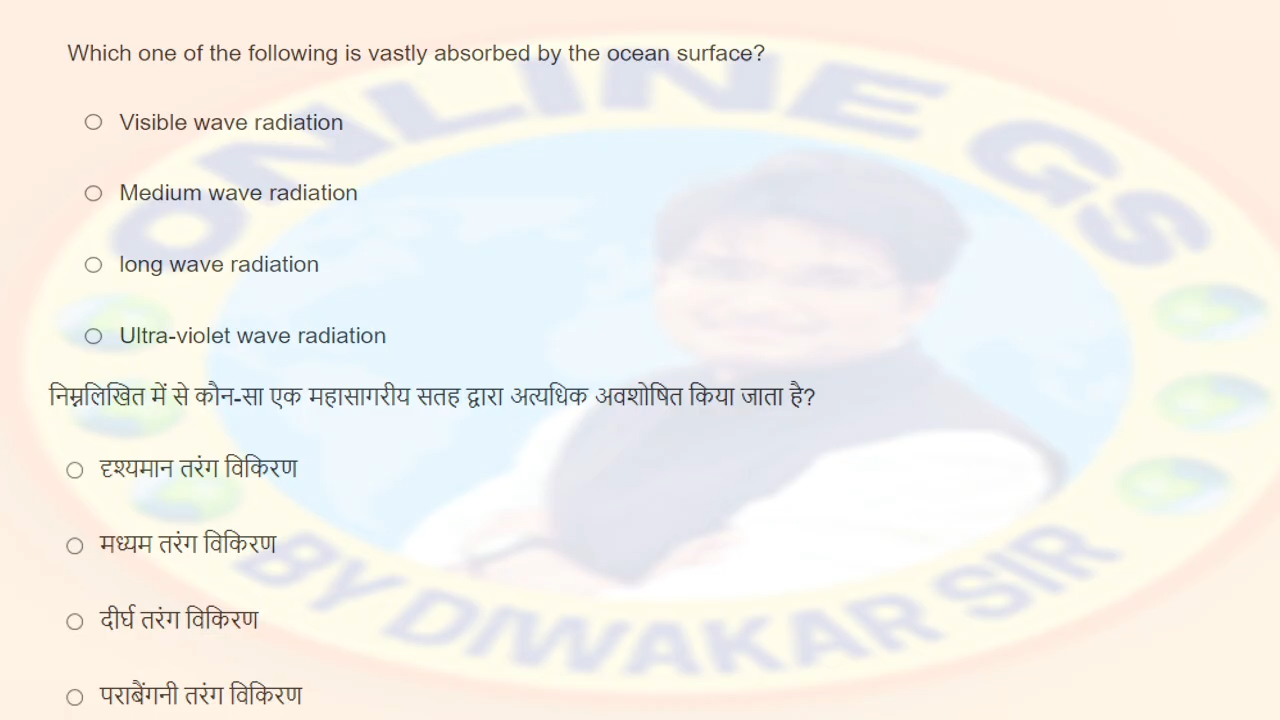 Which one of the following is vastly absorbed by the ocean surface?
Visible wave radiation
Medium wave radiation
long wave radiation
Ultra-violet wave radiation
निम्नलिखित में से कौन-सा एक महासागरीय सतह द्वारा अत्यधिक अवशोषित किया जाता है?
दृश्यमान तरंग विकिरण
मध्यम तरंग विकिरण
दीर्घ तरंग विकिरण
पराबैंगनी तरंग विकिरण
ONLINE GS
BY DIWAKAR SIR